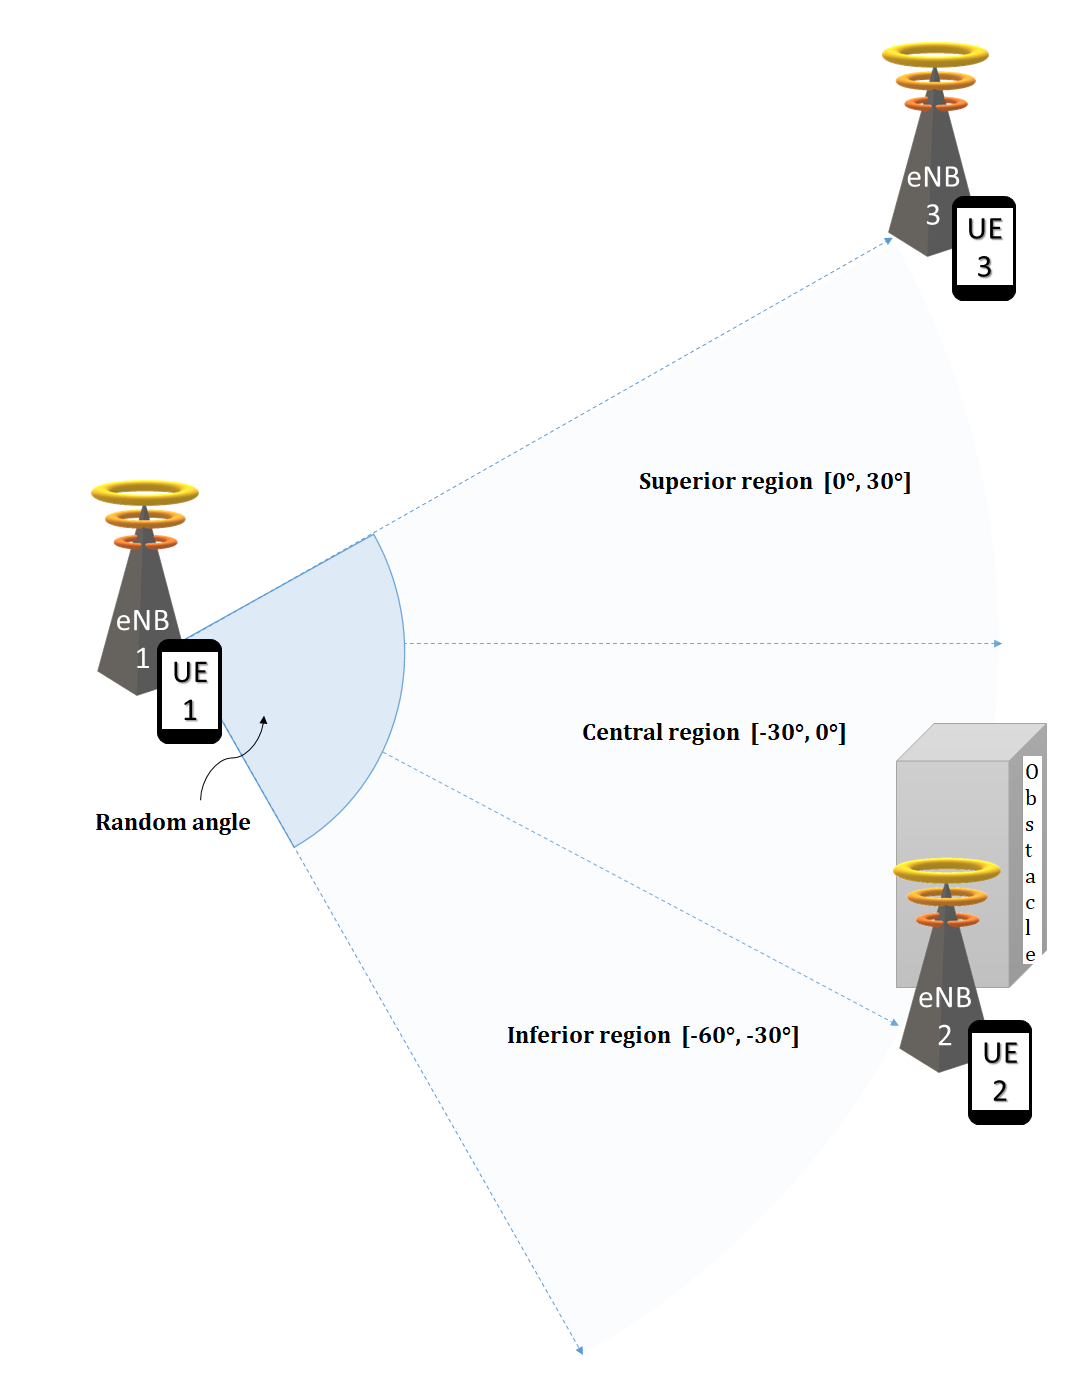 eNB
3
UE
3
Superior region [0°, 30°]
eNB
1
UE
1
Central region [-30°, 0°]
Random angle
Obstacle
eNB
2
UE
2
Inferior region [-60°, -30°]